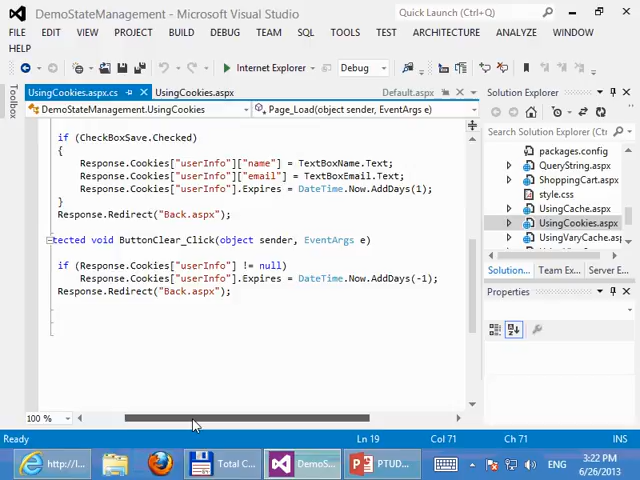 DemoStateManagement - Microsoft Visual Studio
Quick Launch (Ctrl+Q)
FILE EDIT VIEW PROJECT BUILD DEBUG TEAM SQL TOOLS TEST ARCHITECTURE ANALYZE WINDOW
HELP
Internet Explorer Debug
Toolbox
UsingCookies.aspx.cs UsingCookies.aspx Default.aspx
DemoStateManagement.UsingCookies Page_Load(object sender, EventArgs e)
if (CheckBoxSave.Checked)
{
Response.Cookies["userInfo"]["name"] = TextBoxName.Text;
Response.Cookies["userInfo"]["email"] = TextBoxEmail.Text;
Response.Cookies["userInfo"].Expires = DateTime.Now.AddDays(1);
}
Response.Redirect("Back.aspx");
tected void ButtonClear_Click(object sender, EventArgs e)
if (Response.Cookies["userInfo"] != null)
Response.Cookies["userInfo"].Expires = DateTime.Now.AddDays(-1);
Response.Redirect("Back.aspx");
100 %
Solution Explorer
Search Solution Explorer
packages.config
QueryString.aspx
ShoppingCart.aspx
style.css
UsingCache.aspx
UsingCookies.aspx
UsingVaryCache.asp
Solution... Team Ex... Server E...
Properties
Ready Ln 19 Col 71 Ch 71 INS
http://l... Total C... DemoS... PTUD...
ENG
3:22 PM
6/26/2013